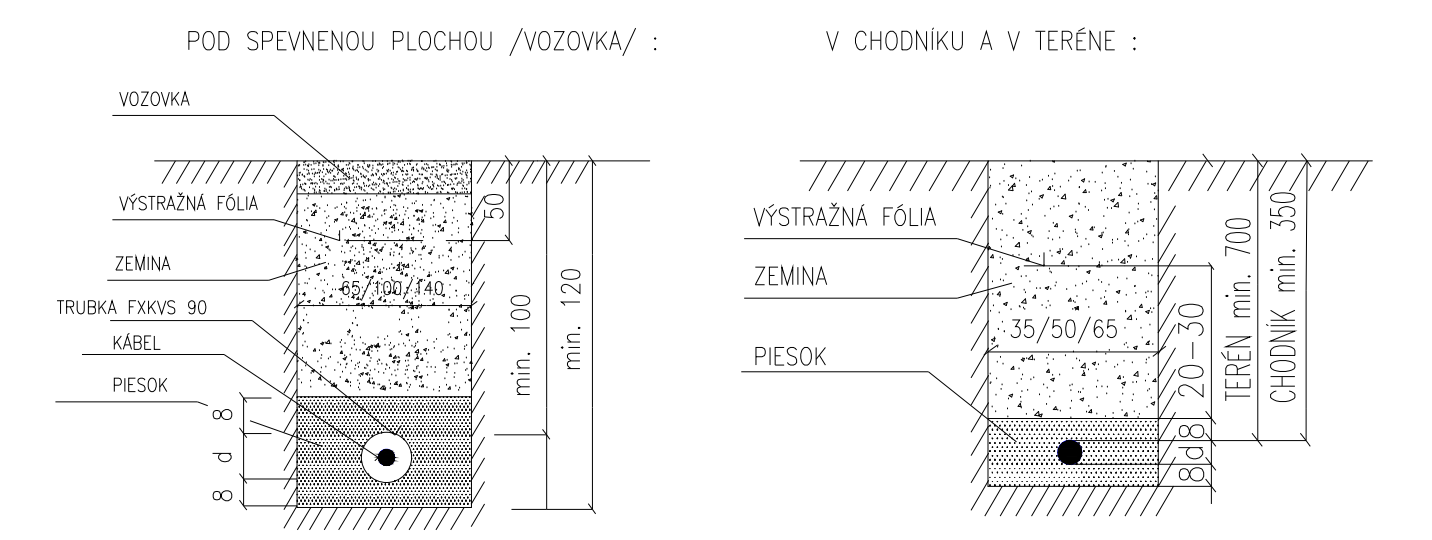 POD SPEVNENOU PLOCHOU /VOZOVKA/ :
VOZOVKA
VÝSTRAŽNÁ FÓLIA
ZEMINA
65/100/140
TRUBKA FXKVS 90
KÁBEL
PIESOK
8
d
8
50
min. 100
min. 120
V CHODNÍKU A V TERÉNE :
VÝSTRAŽNÁ FÓLIA
ZEMINA
35/50/65
PIESOK
20-30
8
d
8
TERÉN min. 700
CHODNÍK min. 350